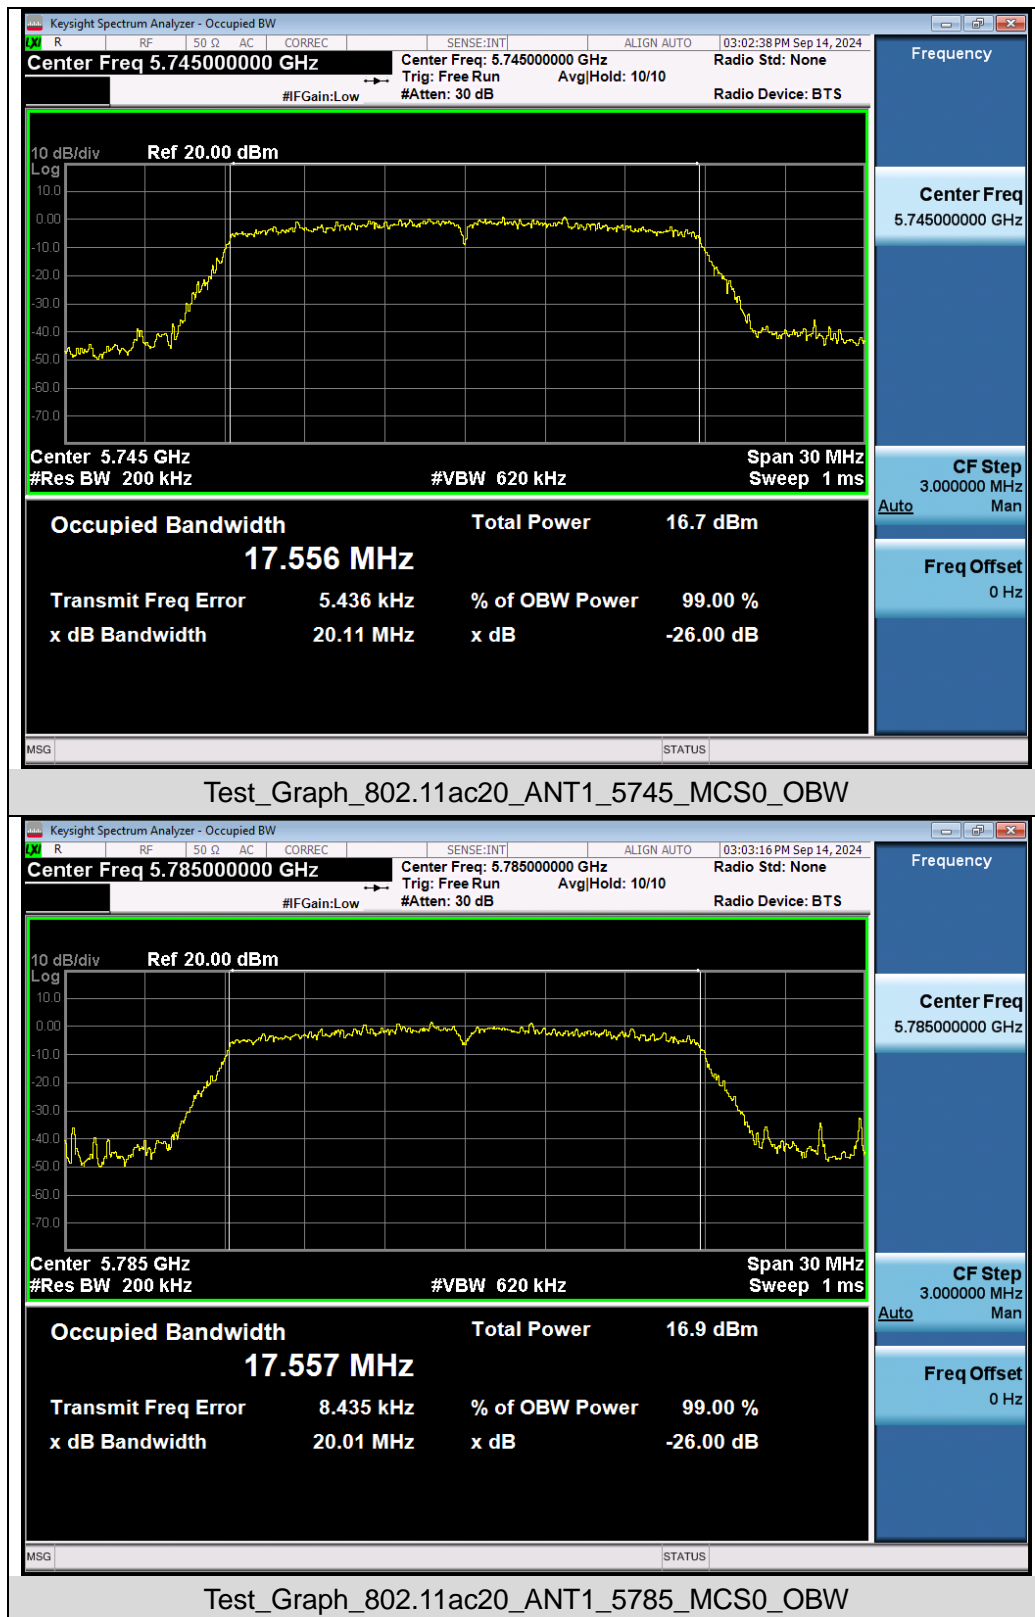 Keysight Spectrum Analyzer - Occupied BW
LXI R RF 50 Ω AC CORREC SENSE:INT ALIGN AUTO 03:02:38 PM Sep 14, 2024
Center Freq 5.745000000 GHz Center Freq: 5.745000000 GHz Radio Std: None
Trig: Free Run Avg|Hold: 10/10
#IFGain:Low #Atten: 30 dB Radio Device: BTS
Frequency
10 dB/div Ref 20.00 dBm
Log
10.0
0.00
-10.0
-20.0
-30.0
-40.0
-50.0
-60.0
-70.0
Center 5.745 GHz Span 30 MHz
#Res BW 200 kHz #VBW 620 kHz Sweep 1 ms
Center Freq
5.745000000 GHz
CF Step
3.000000 MHz
Auto Man
Freq Offset
0 Hz
Occupied Bandwidth Total Power 16.7 dBm
17.556 MHz
Transmit Freq Error 5.436 kHz % of OBW Power 99.00 %
x dB Bandwidth 20.11 MHz x dB -26.00 dB
MSG STATUS
Test_Graph_802.11ac20_ANT1_5745_MCS0_OBW
Keysight Spectrum Analyzer - Occupied BW
LXI R RF 50 Ω AC CORREC SENSE:INT ALIGN AUTO 03:03:16 PM Sep 14, 2024
Center Freq 5.785000000 GHz Center Freq: 5.785000000 GHz Radio Std: None
Trig: Free Run Avg|Hold: 10/10
#IFGain:Low #Atten: 30 dB Radio Device: BTS
Frequency
10 dB/div Ref 20.00 dBm
Log
10.0
0.00
-10.0
-20.0
-30.0
-40.0
-50.0
-60.0
-70.0
Center 5.785 GHz Span 30 MHz
#Res BW 200 kHz #VBW 620 kHz Sweep 1 ms
Center Freq
5.785000000 GHz
CF Step
3.000000 MHz
Auto Man
Freq Offset
0 Hz
Occupied Bandwidth Total Power 16.9 dBm
17.557 MHz
Transmit Freq Error 8.435 kHz % of OBW Power 99.00 %
x dB Bandwidth 20.01 MHz x dB -26.00 dB
MSG STATUS
Test_Graph_802.11ac20_ANT1_5785_MCS0_OBW